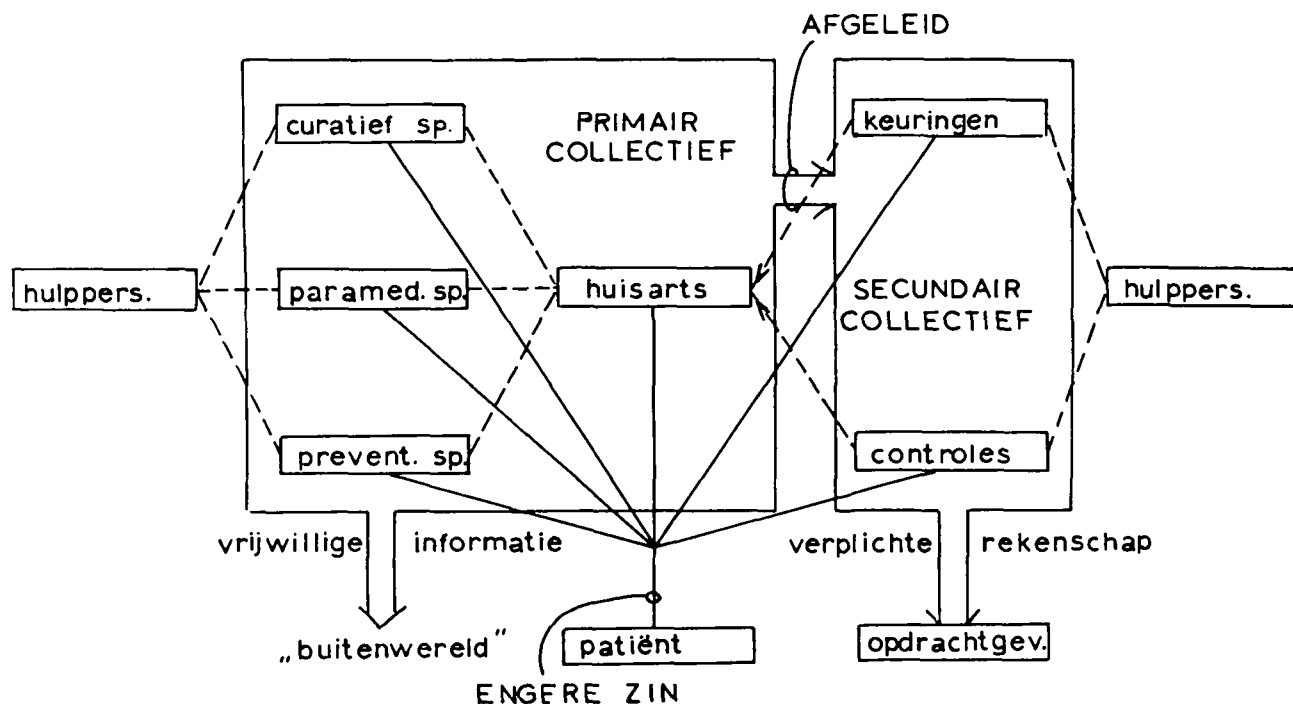 AFGELEID
curatief sp.
PRIMAIR
COLLECTIEF
keuringen
hulppers.
paramed. sp.
huisarts
SECUNDAIR
COLLECTIEF
hulppers.
prevent. sp.
controles
vrijwillige informatie
verplichte rekenschap
„buitenwereld”
patiënt
opdrachtgev.
ENGERE ZIN